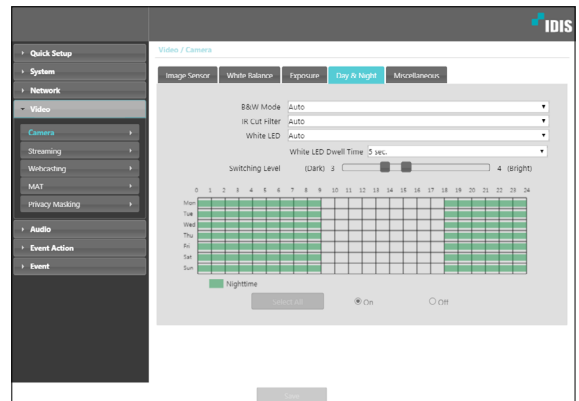 IDIS
Quick Setup
System
Network
Video
Camera
Streaming
Webcasting
MAT
Privacy Masking
Audio
Event Action
Event
Video / Camera
Image Sensor White Balance Exposure Day & Night Miscellaneous
B&W Mode Auto
IR Cut Filter Auto
White LED Auto
White LED Dwell Time 5 sec.
Switching Level (Dark) 3 4 (Bright)
0 1 2 3 4 5 6 7 8 9 10 11 12 13 14 15 16 17 18 19 20 21 22 23 24
Mon
Tue
Wed
Thu
Fri
Sat
Sun
Nighttime
Select All On Off
Save